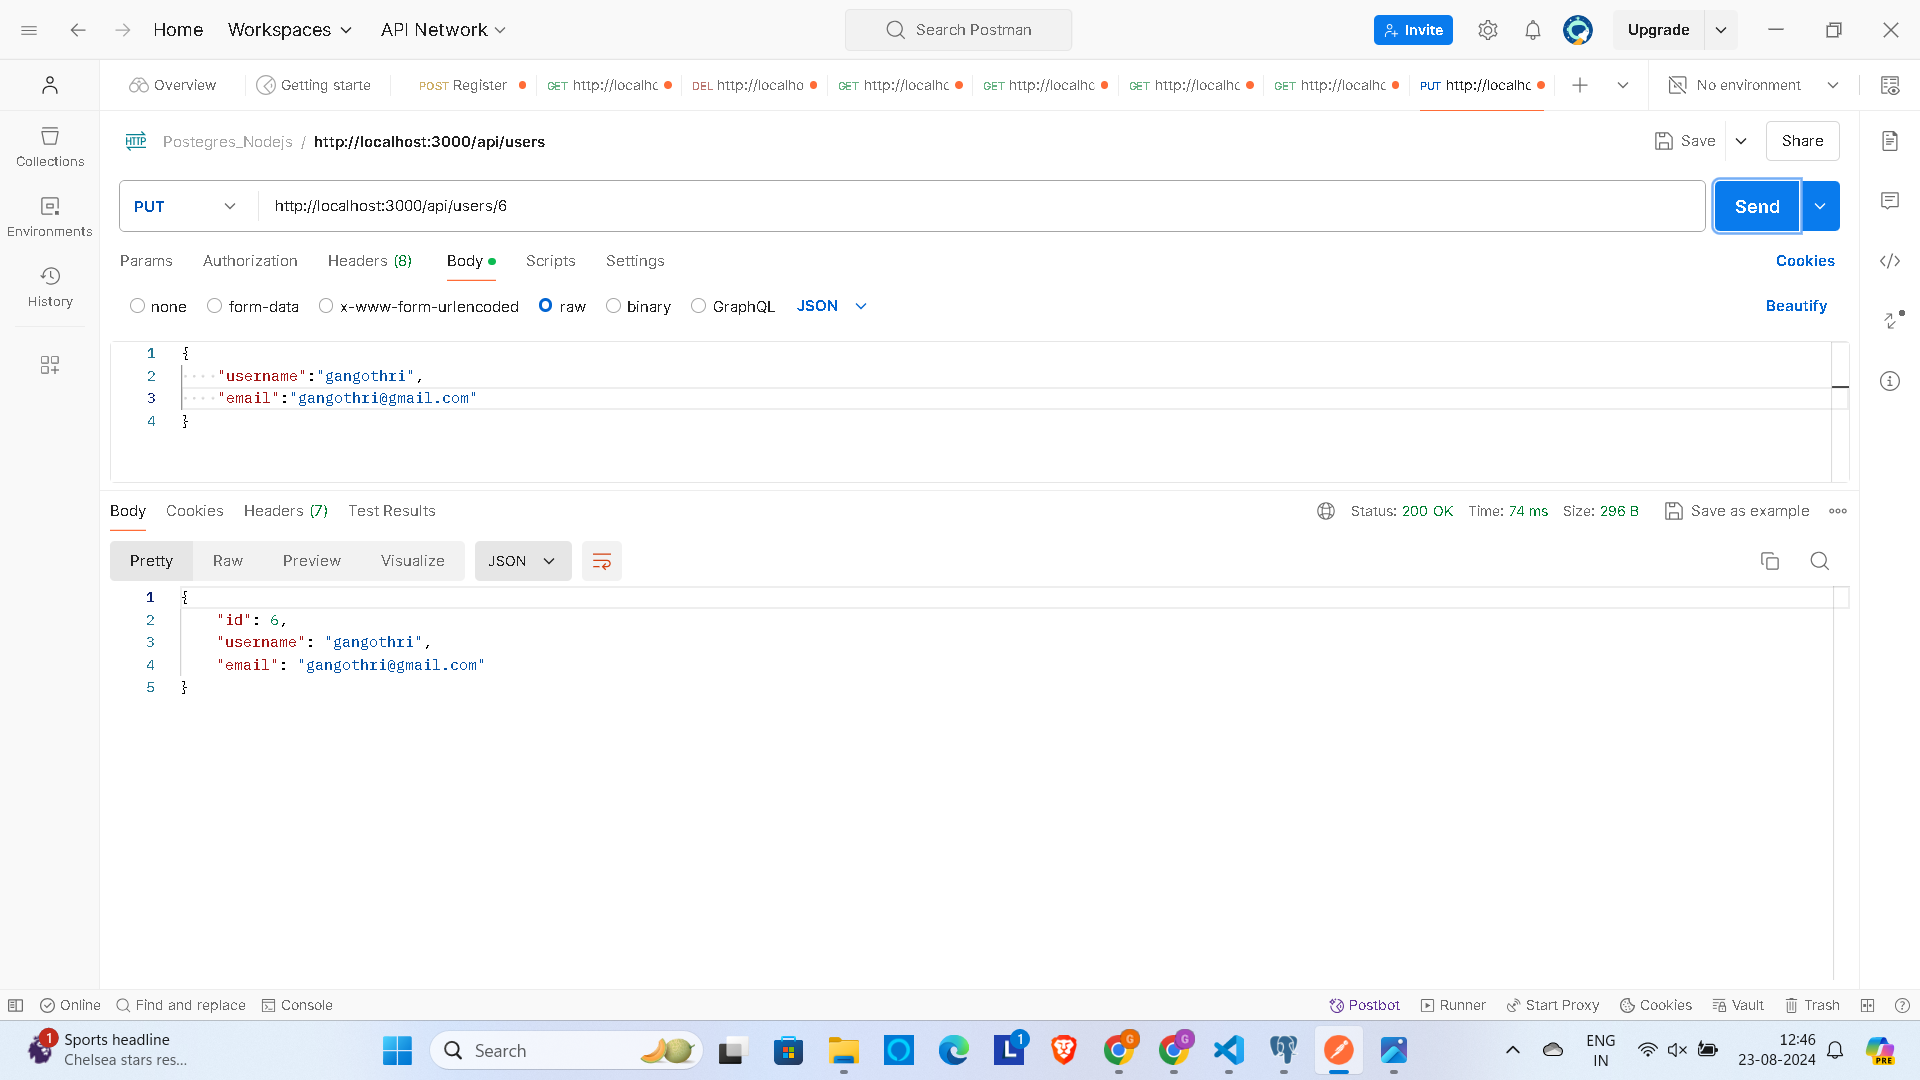 Home Workspaces API Network Search Postman Invite Upgrade
Overview Getting starte POST Register GET http://localhc DEL http://localho GET http://localhc GET http://localhc GET http://localhc GET http://localhc PUT http://localhc No environment
Postegres_Nodejs / http://localhost:3000/api/users Save Share
Collections
PUT http://localhost:3000/api/users/6 Send
Environments
Params Authorization Headers (8) Body Scripts Settings Cookies
History
none form-data x-www-form-urlencoded raw binary GraphQL JSON Beautify
1 {
2 "username":"gangothri",
3 "email":"gangothri@gmail.com"
4 }
Body Cookies Headers (7) Test Results Status: 200 OK Time: 74 ms Size: 296 B Save as example
Pretty Raw Preview Visualize JSON
1 {
2 "id": 6,
3 "username": "gangothri",
4 "email": "gangothri@gmail.com"
5 }
Online Find and replace Console Postbot Runner Start Proxy Cookies Vault Trash
1 Sports headline
Chelsea stars res...
Search
L 1
G
G
ENG
IN
12:46
23-08-2024
PRE